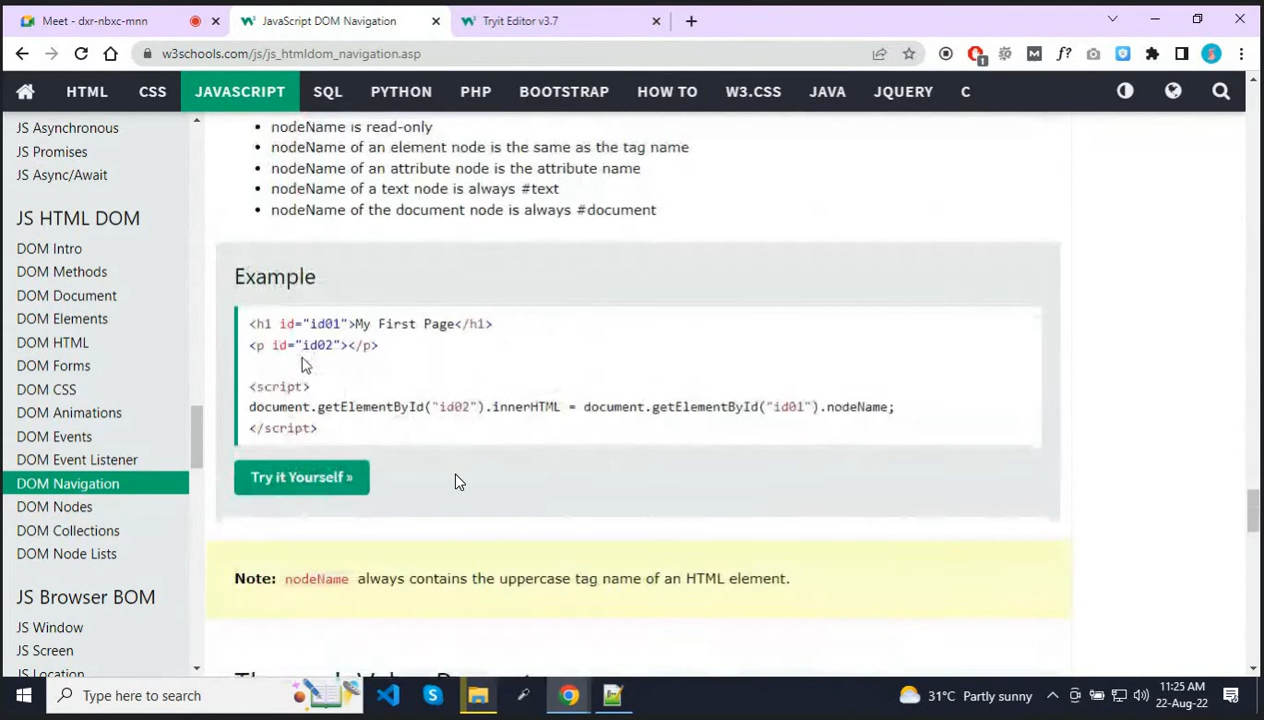 Meet - dxr-nbxc-mnn
JavaScript DOM Navigation
Tryit Editor v3.7
w3schools.com/js/js_htmldom_navigation.asp
1
HTML
CSS
JAVASCRIPT
SQL
PYTHON
PHP
BOOTSTRAP
HOW TO
W3.CSS
JAVA
JQUERY
C
JS Asynchronous
JS Promises
JS Async/Await
JS HTML DOM
DOM Intro
DOM Methods
DOM Document
DOM Elements
DOM HTML
DOM Forms
DOM CSS
DOM Animations
DOM Events
DOM Event Listener
DOM Navigation
DOM Nodes
DOM Collections
DOM Node Lists
JS Browser BOM
JS Window
JS Screen
JS Location
nodeName is read-only
nodeName of an element node is the same as the tag name
nodeName of an attribute node is the attribute name
nodeName of a text node is always #text
nodeName of the document node is always #document
Example
<h1 id="id01">My First Page</h1>
<p id="id02"></p>
<script>
document.getElementById("id02").innerHTML = document.getElementById("id01").nodeName;
</script>
Try it Yourself »
Note: nodeName always contains the uppercase tag name of an HTML element.
Type here to search
31°C Partly sunny
11:25 AM
22-Aug-22